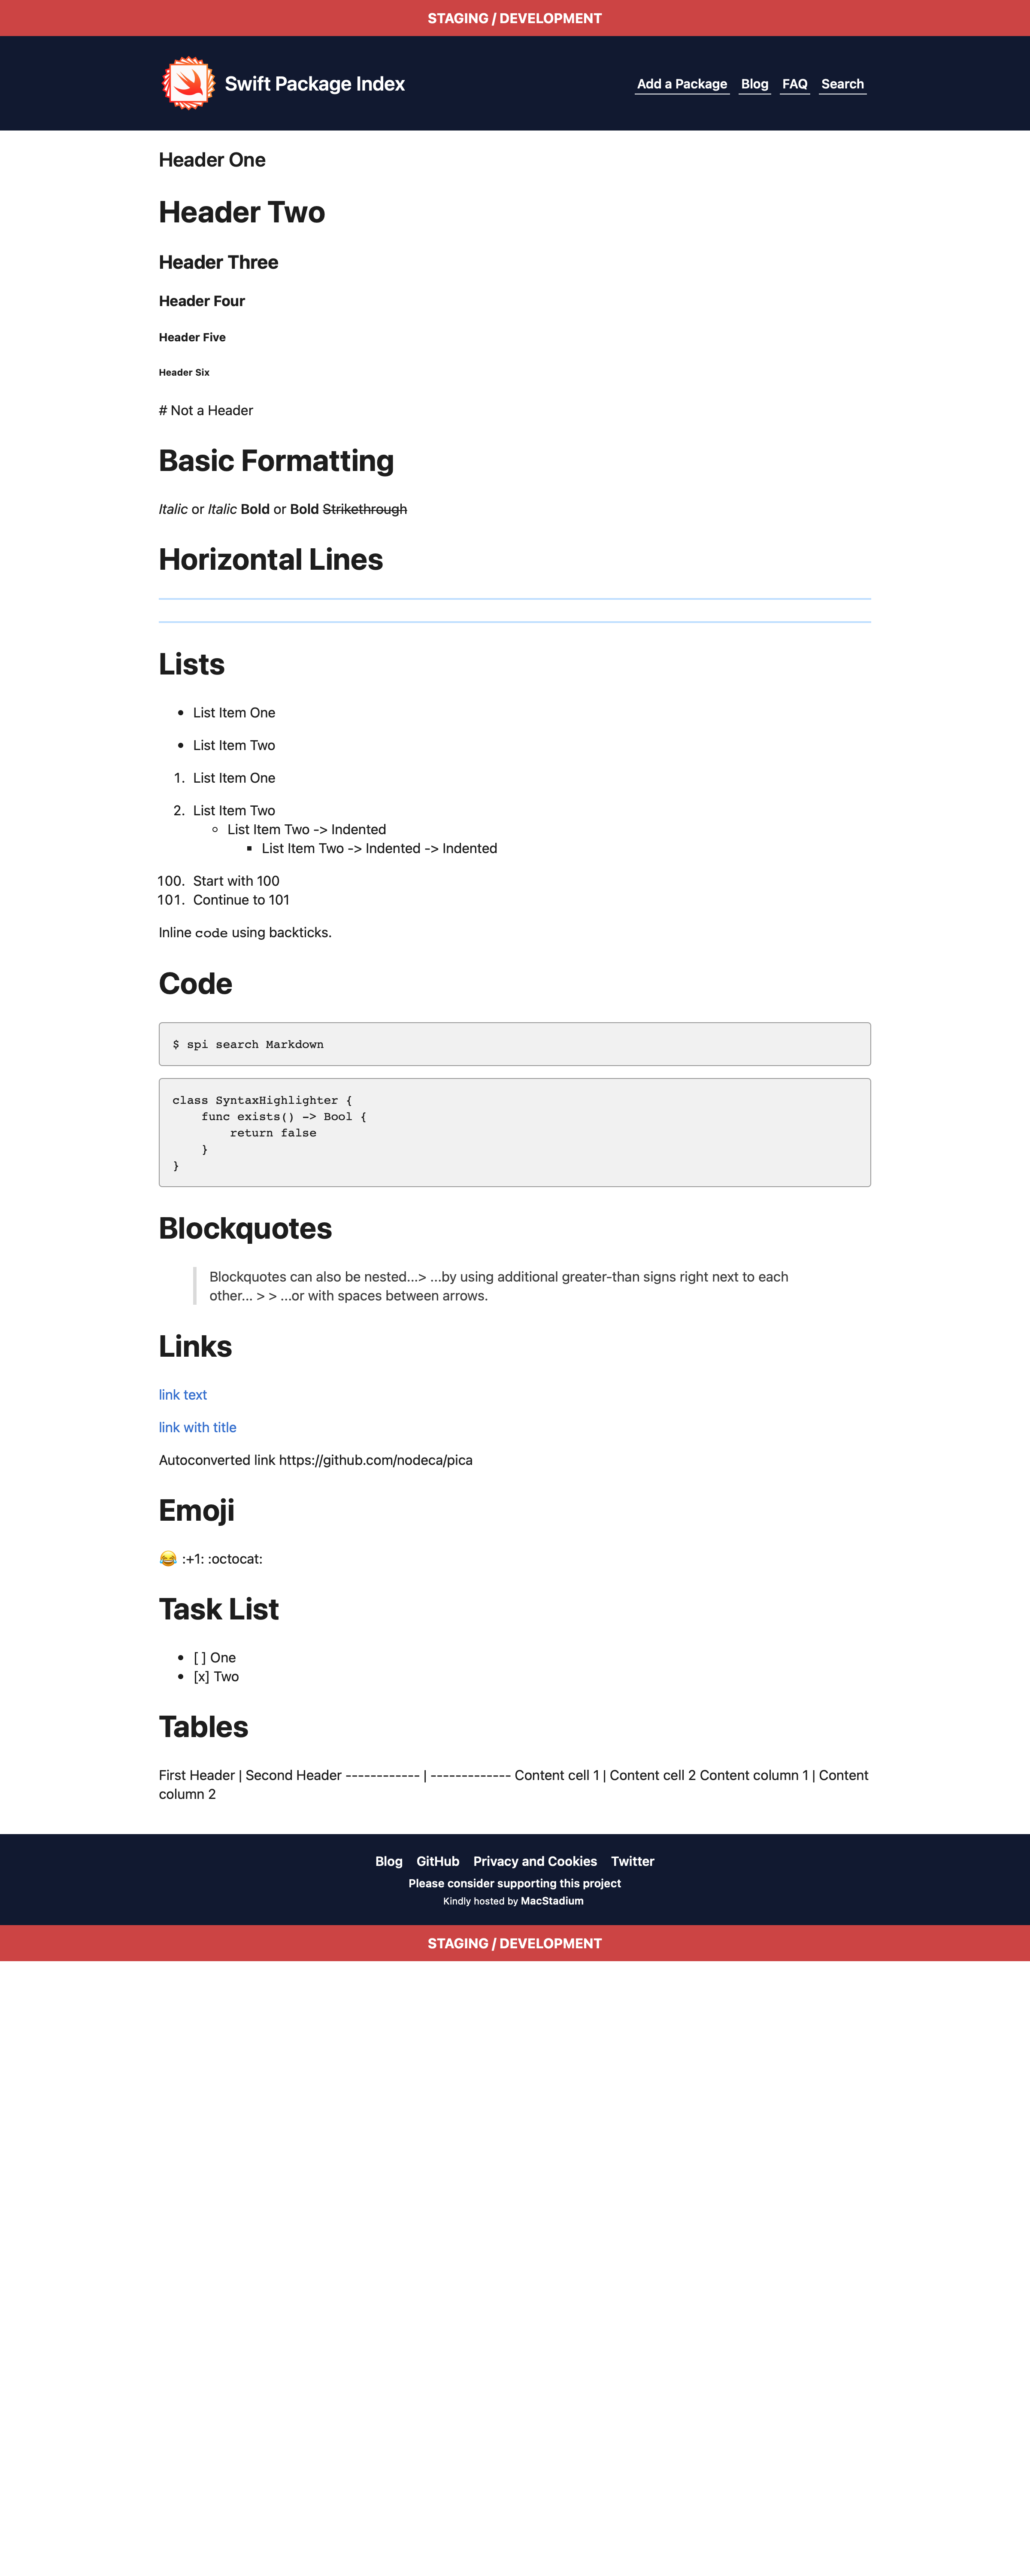 STAGING / DEVELOPMENT
Swift Package Index
Add a Package Blog FAQ Search
Header One
Header Two
Header Three
Header Four
Header Five
Header Six
# Not a Header
Basic Formatting
Italic or Italic Bold or Bold Strikethrough
Horizontal Lines
Lists
• List Item One
• List Item Two
1. List Item One
2. List Item Two
◦ List Item Two -> Indented
▪ List Item Two -> Indented -> Indented
100. Start with 100
101. Continue to 101
Inline code using backticks.
Code
$ spi search Markdown
class SyntaxHighlighter {
    func exists() -> Bool {
        return false
    }
}
Blockquotes
Blockquotes can also be nested...> ...by using additional greater-than signs right next to each
other... > > ...or with spaces between arrows.
Links
link text
link with title
Autoconverted link https://github.com/nodeca/pica
Emoji
😂 :+1: :octocat:
Task List
• [ ] One
• [x] Two
Tables
First Header | Second Header ------------ | ------------- Content cell 1 | Content cell 2 Content column 1 | Content
column 2
Blog GitHub Privacy and Cookies Twitter
Please consider supporting this project
Kindly hosted by MacStadium
STAGING / DEVELOPMENT